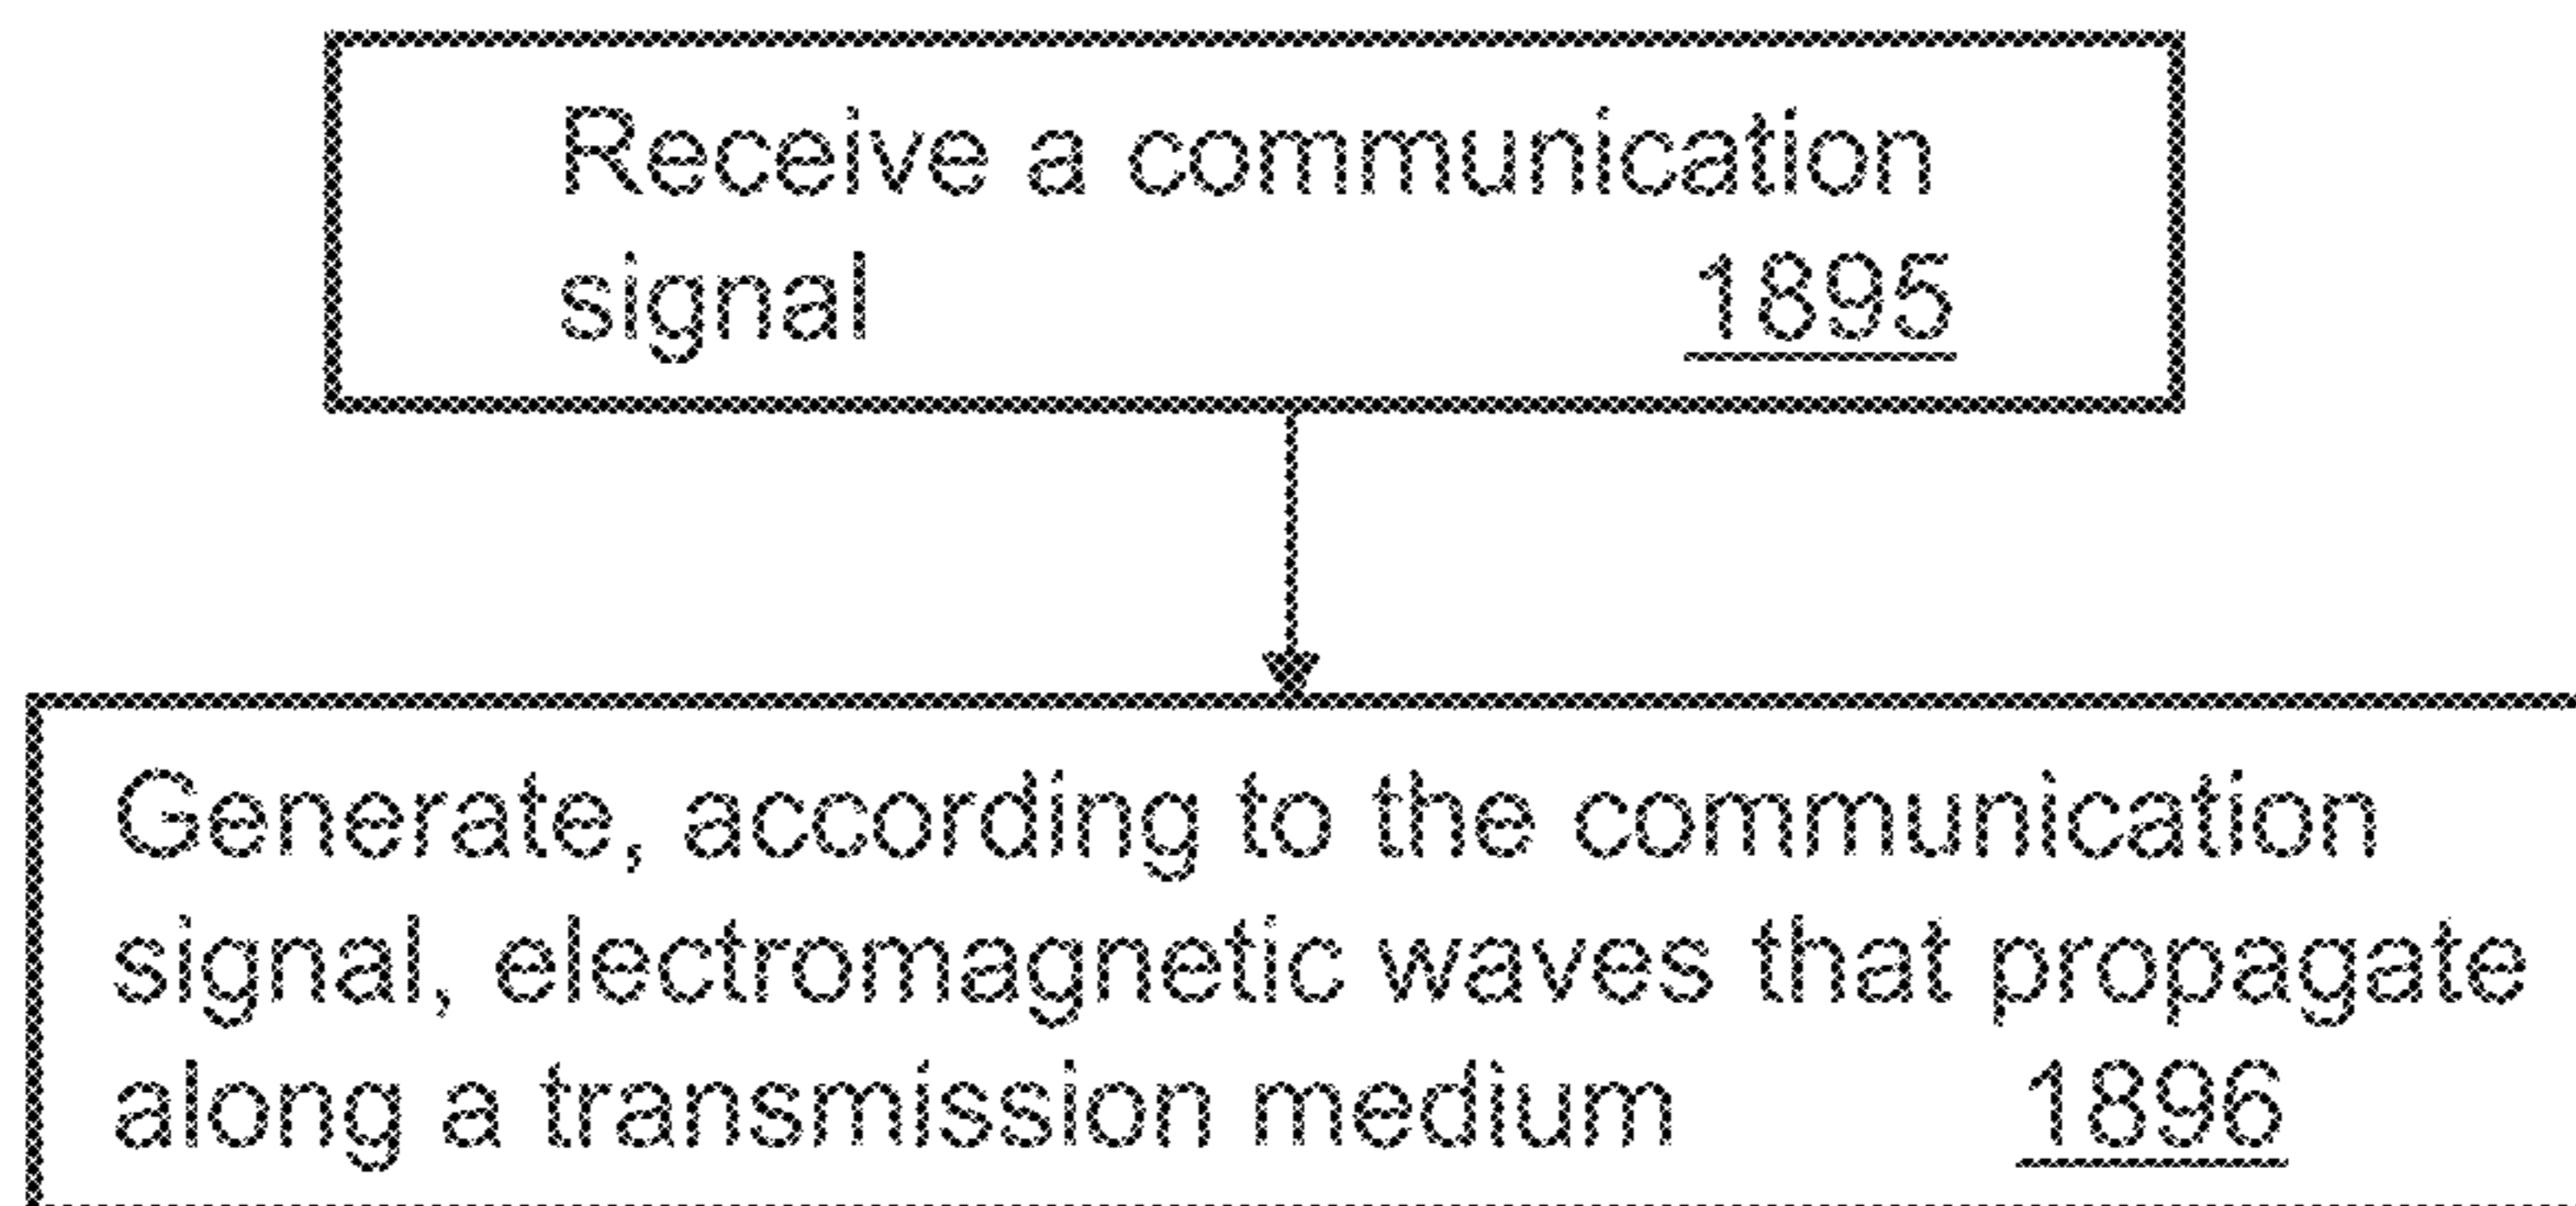 Receive a communication
signal 1895
Generate, according to the communication
signal, electromagnetic waves that propagate
along a transmission medium 1896